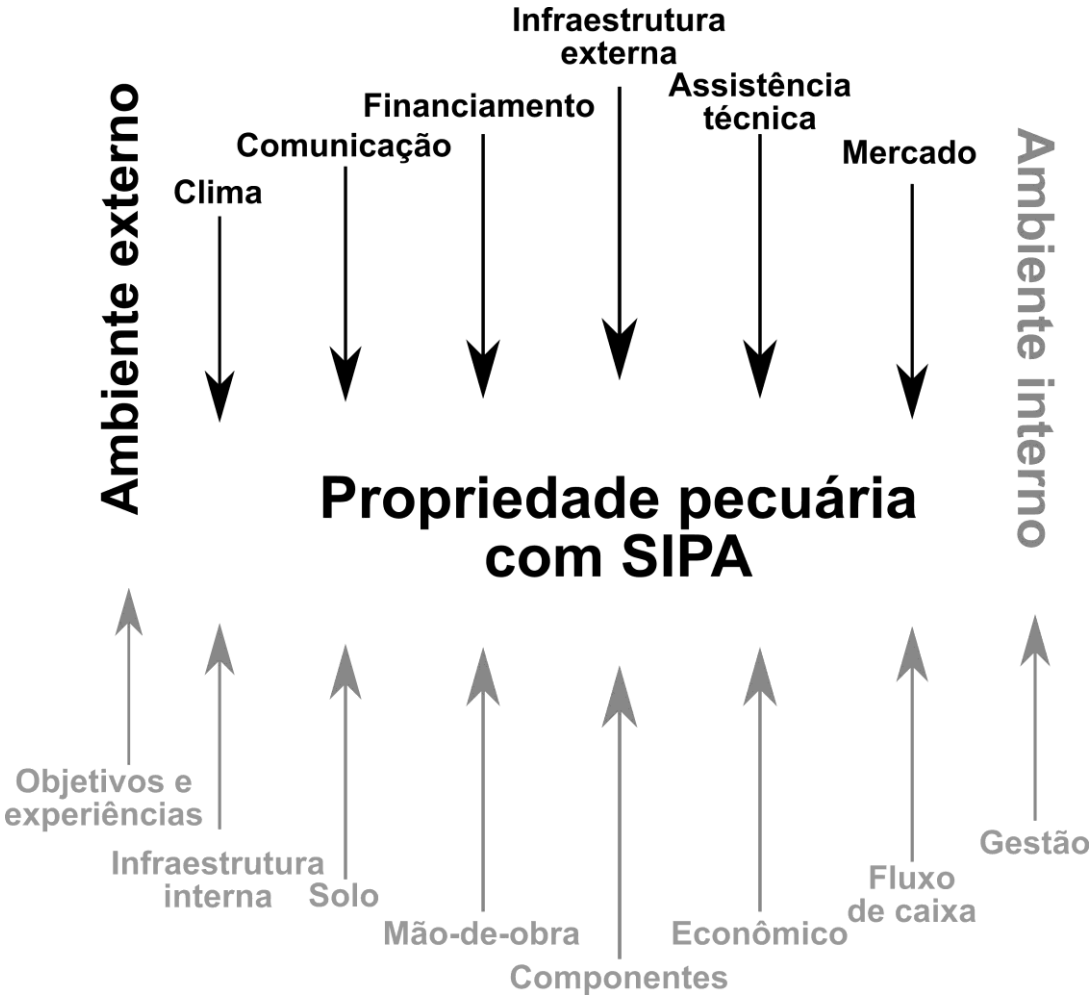 Infraestrutura
externa
Assistência
técnica
Financiamento
Comunicação
Mercado
Clima
Ambiente externo
Ambiente interno
Propriedade pecuária
com SIPA
Objetivos e
experiências
Infraestrutura
interna
Solo
Mão-de-obra
Componentes
Econômico
Fluxo
de caixa
Gestão